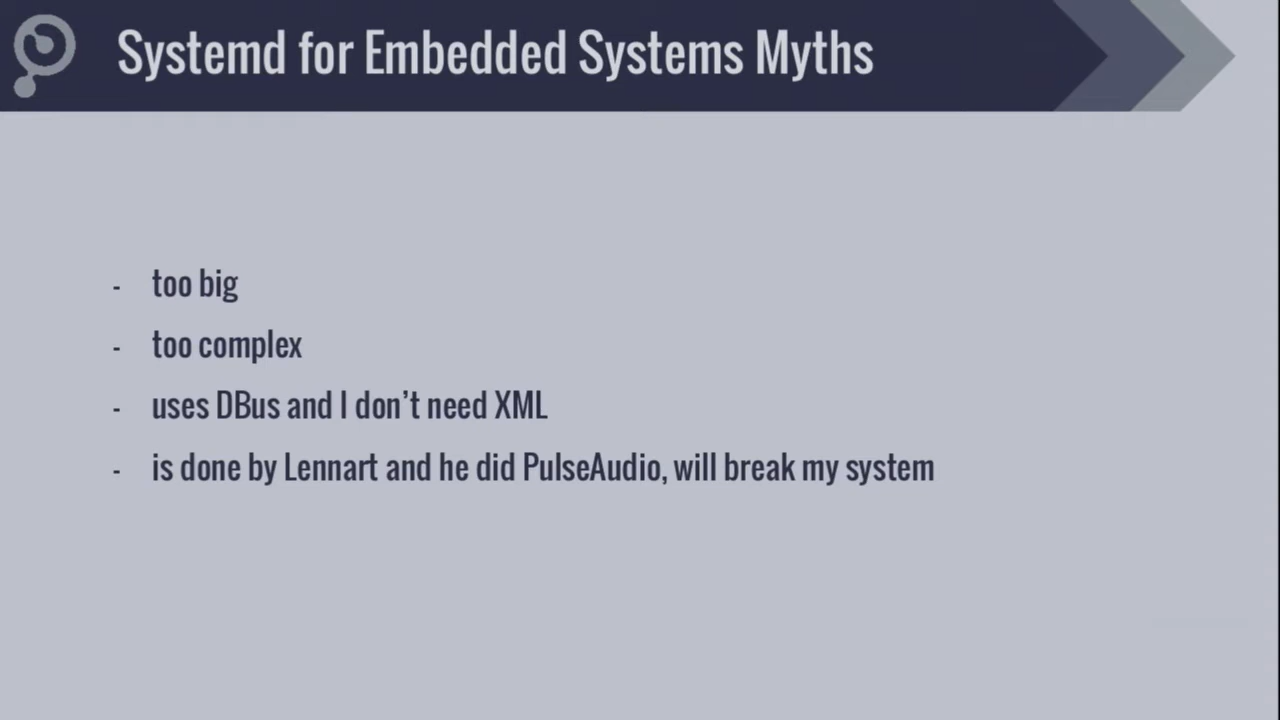 Systemd for Embedded Systems Myths
- too big
- too complex
- uses DBus and I don’t need XML
- is done by Lennart and he did PulseAudio, will break my system